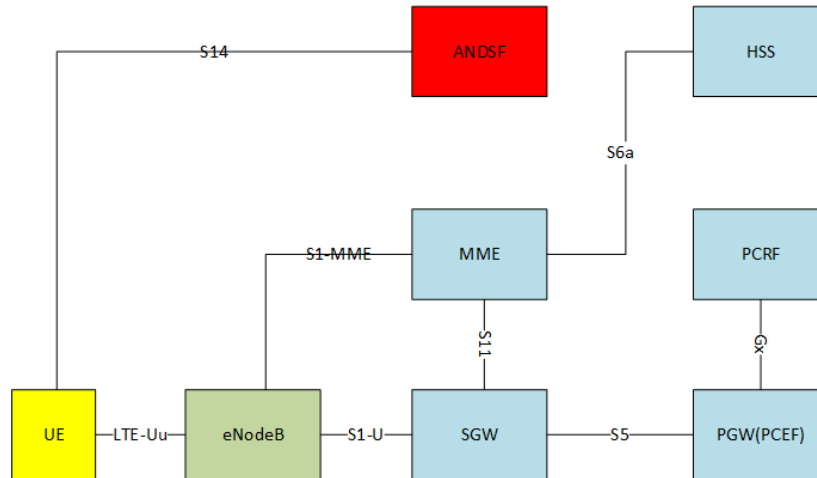 S14
ANDSF
HSS
S6a
S1-MME
MME
PCRF
S11
Gx
UE
LTE-Uu
eNodeB
S1-U
SGW
S5
PGW(PCEF)